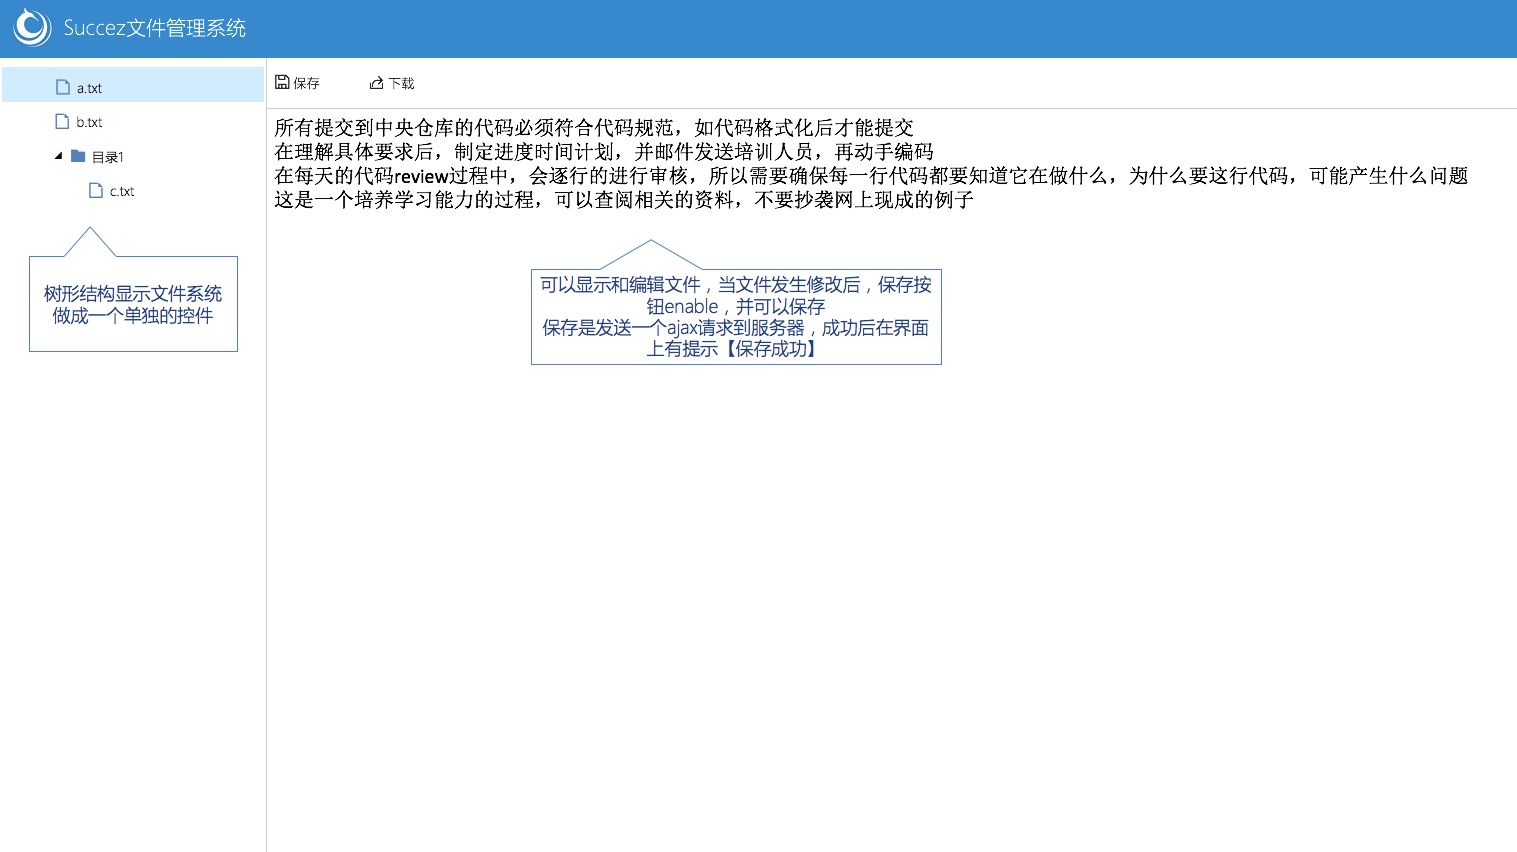 Succez文件管理系统
a.txt
b.txt
目录1
c.txt
树形结构显示文件系统
做成一个单独的控件
保存
下载
所有提交到中央仓库的代码必须符合代码规范，如代码格式化后才能提交
在理解具体要求后，制定进度时间计划，并邮件发送培训人员，再动手编码
在每天的代码review过程中，会逐行的进行审核，所以需要确保每一行代码都要知道它在做什么，为什么要这行代码，可能产生什么问题
这是一个培养学习能力的过程，可以查阅相关的资料，不要抄袭网上现成的例子
可以显示和编辑文件，当文件发生修改后，保存按
钮enable，并可以保存
保存是发送一个ajax请求到服务器，成功后在界面
上有提示【保存成功】